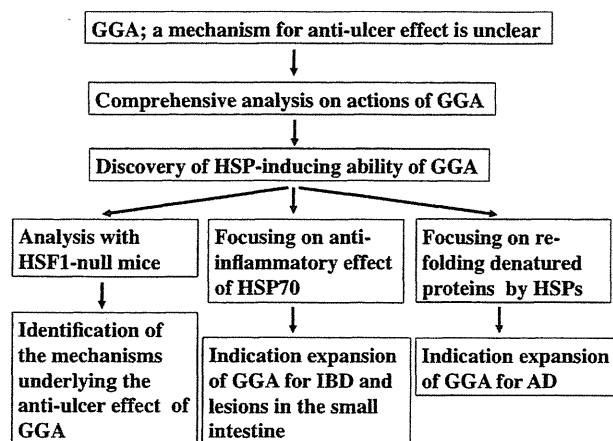 GGA; a mechanism for anti-ulcer effect is unclear
Comprehensive analysis on actions of GGA
Discovery of HSP-inducing ability of GGA
Analysis with
HSF1-null mice
Focusing on anti-
inflammatory effect
of HSP70
Focusing on re-
folding denatured
proteins by HSPs
Identification of
the mechanisms
underlying the
anti-ulcer effect of
GGA
Indication expansion
of GGA for IBD and
lesions in the small
intestine
Indication expansion
of GGA for AD